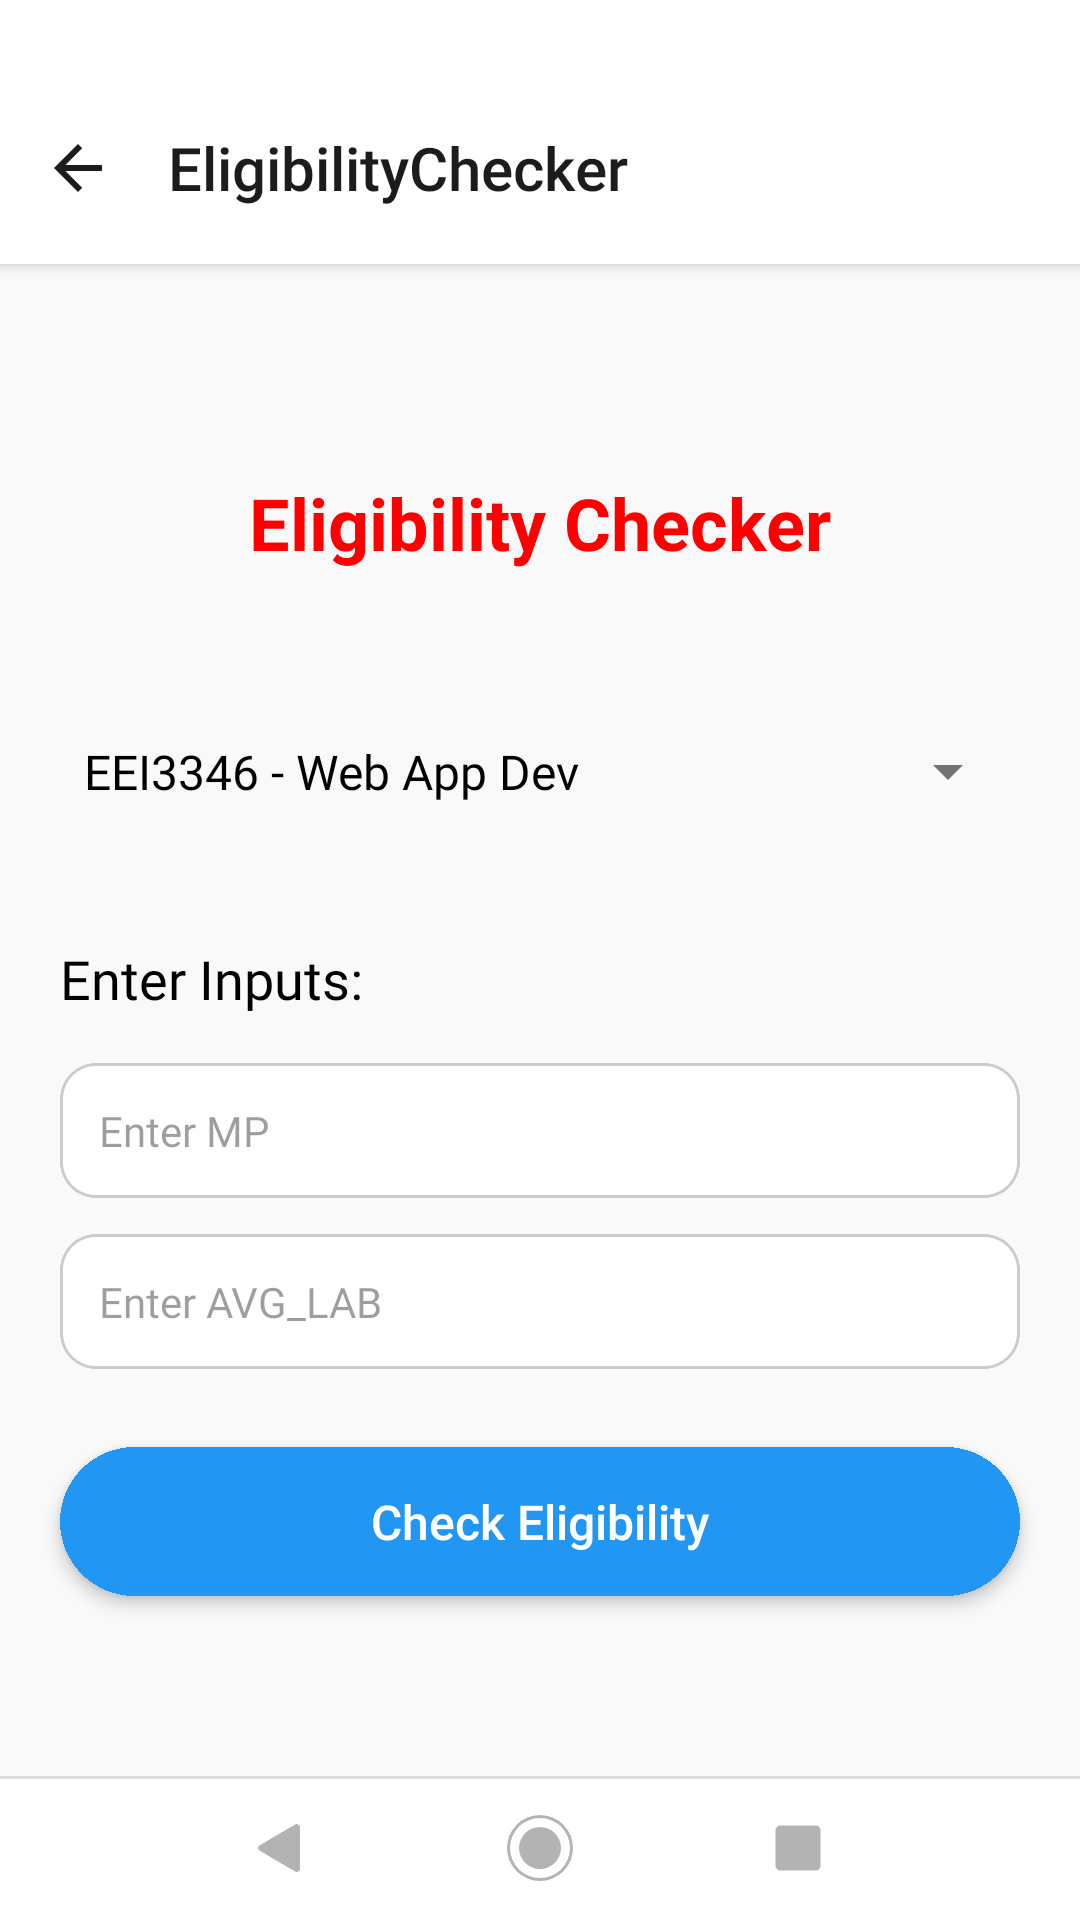 EligibilityChecker
Eligibility Checker
EEI3346 - Web App Dev
Enter Inputs:
Enter MP
Enter AVG_LAB
Check Eligibility